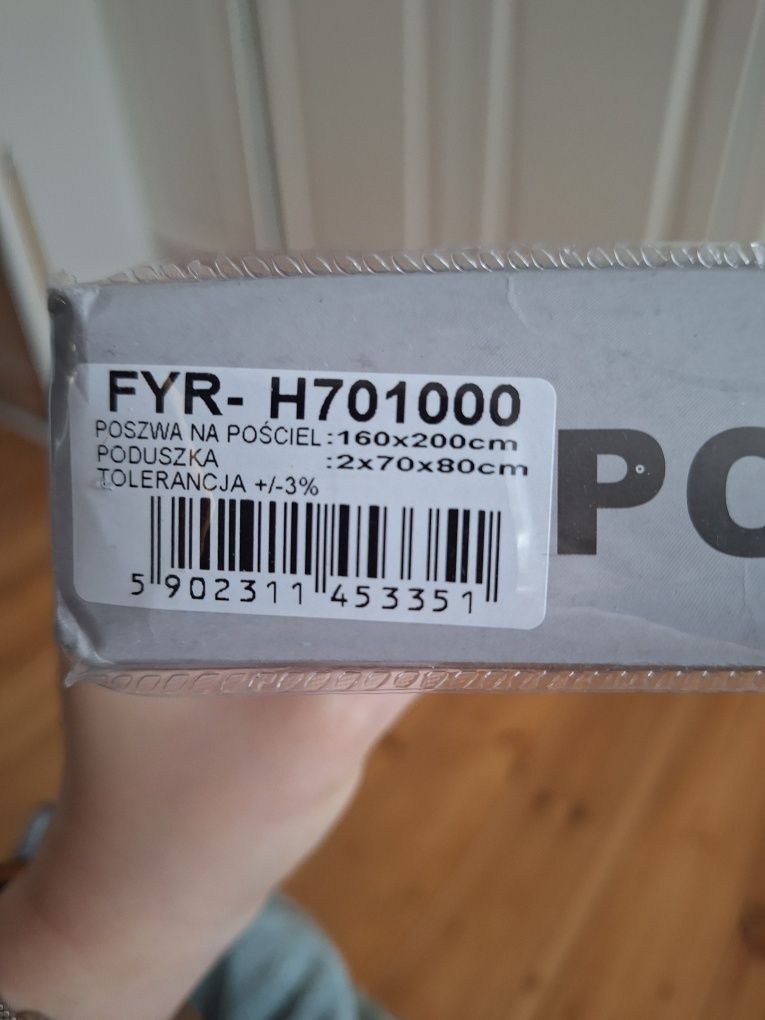 FYR- H701000
POSZWA NA POŚCIEL :160x200cm
PODUSZKA :2x70x80cm
TOLERANCJA +/-3%
5 902311 453351
PO